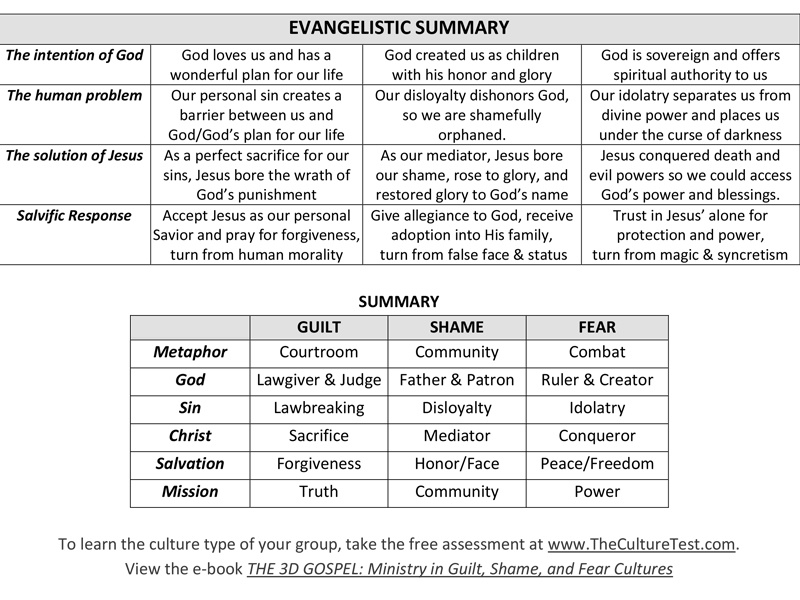 EVANGELISTIC SUMMARY
The intention of God
God loves us and has a
wonderful plan for our life
God created us as children
with his honor and glory
God is sovereign and offers
spiritual authority to us
The human problem
Our personal sin creates a
barrier between us and
God/God's plan for our life
Our disloyalty dishonors God,
so we are shamefully
orphaned.
Our idolatry separates us from
divine power and places us
under the curse of darkness
The solution of Jesus
As a perfect sacrifice for our
sins, Jesus bore the wrath of
God's punishment
As our mediator, Jesus bore
our shame, rose to glory, and
restored glory to God's name
Jesus conquered death and
evil powers so we could access
God's power and blessings.
Salvific Response
Accept Jesus as our personal
Savior and pray for forgiveness,
turn from human morality
Give allegiance to God, receive
adoption into His family,
turn from false face & status
Trust in Jesus' alone for
protection and power,
turn from magic & syncretism
SUMMARY
GUILT SHAME FEAR
Metaphor Courtroom Community Combat
God Lawgiver & Judge Father & Patron Ruler & Creator
Sin Lawbreaking Disloyalty Idolatry
Christ Sacrifice Mediator Conqueror
Salvation Forgiveness Honor/Face Peace/Freedom
Mission Truth Community Power
To learn the culture type of your group, take the free assessment at www.TheCultureTest.com.
View the e-book THE 3D GOSPEL: Ministry in Guilt, Shame, and Fear Cultures